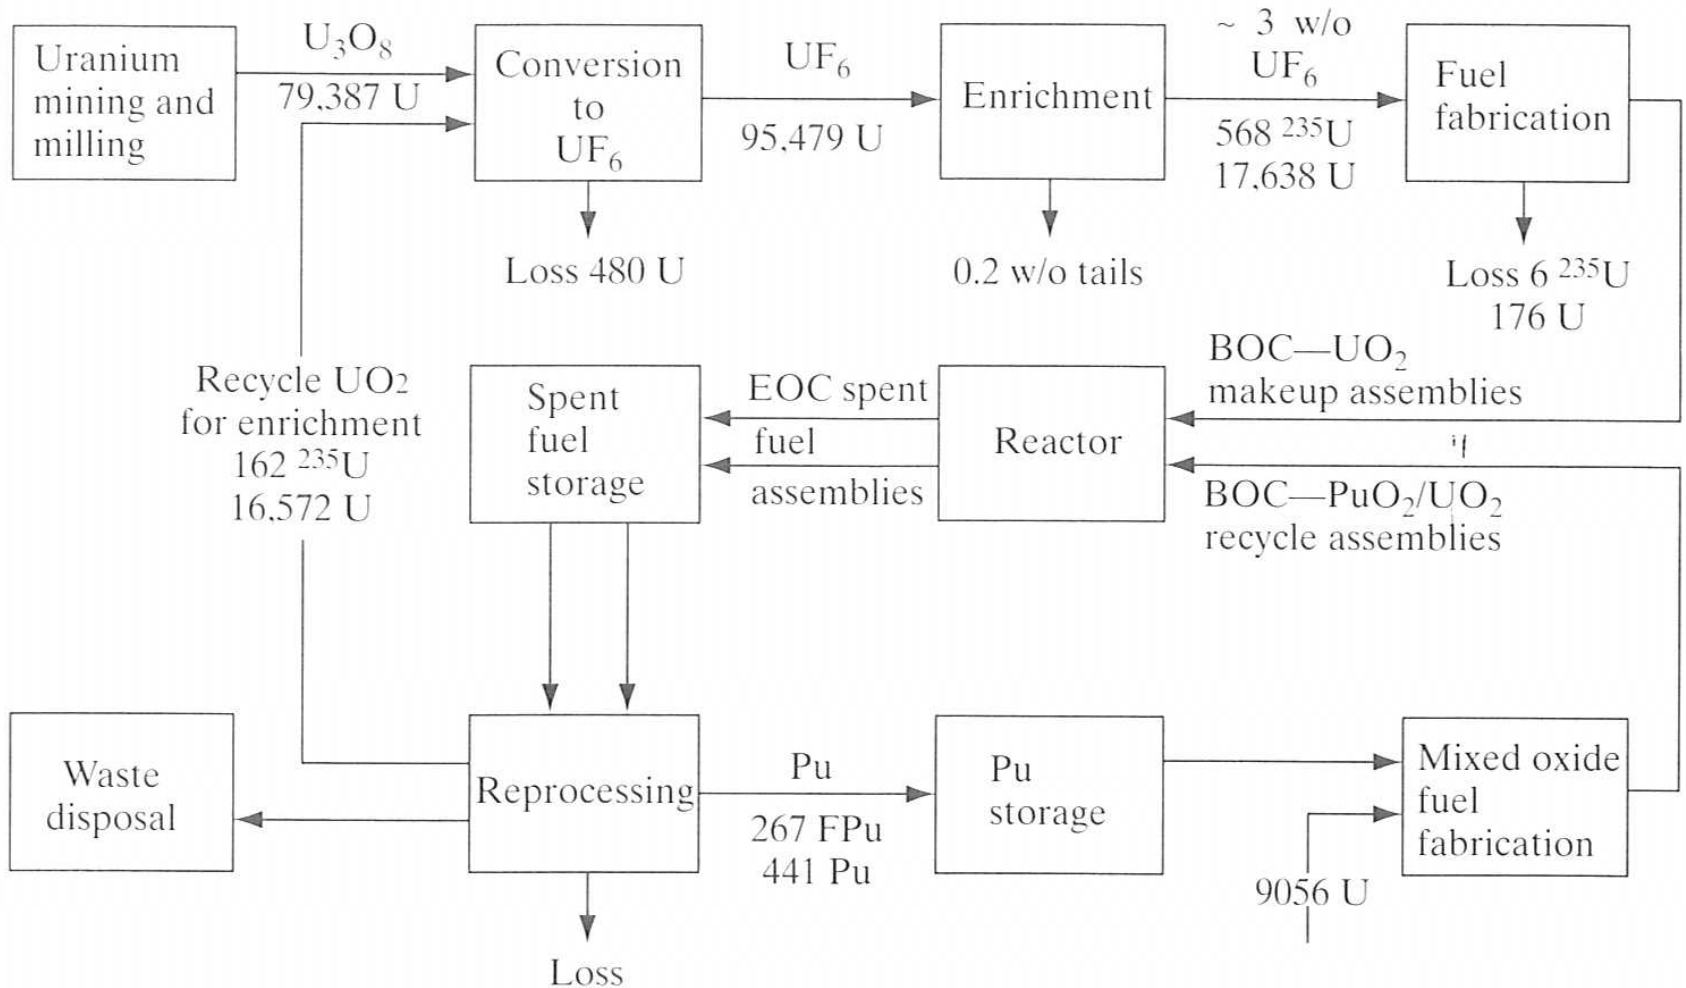 Uranium
mining and
milling
U₃O₈
79.387 U
Conversion
to
UF₆
UF₆
95.479 U
Enrichment
~ 3 w/o
UF₆
568 ²³⁵U
17.638 U
Fuel
fabrication
Loss 480 U
0.2 w/o tails
Loss 6 ²³⁵U
176 U
Recycle UO₂
for enrichment
162 ²³⁵U
16.572 U
Spent
fuel
storage
EOC spent
fuel
assemblies
Reactor
BOC—UO₂
makeup assemblies
BOC—PuO₂/UO₂
recycle assemblies
Waste
disposal
Reprocessing
Pu
267 FPu
441 Pu
Pu
storage
Mixed oxide
fuel
fabrication
9056 U
Loss